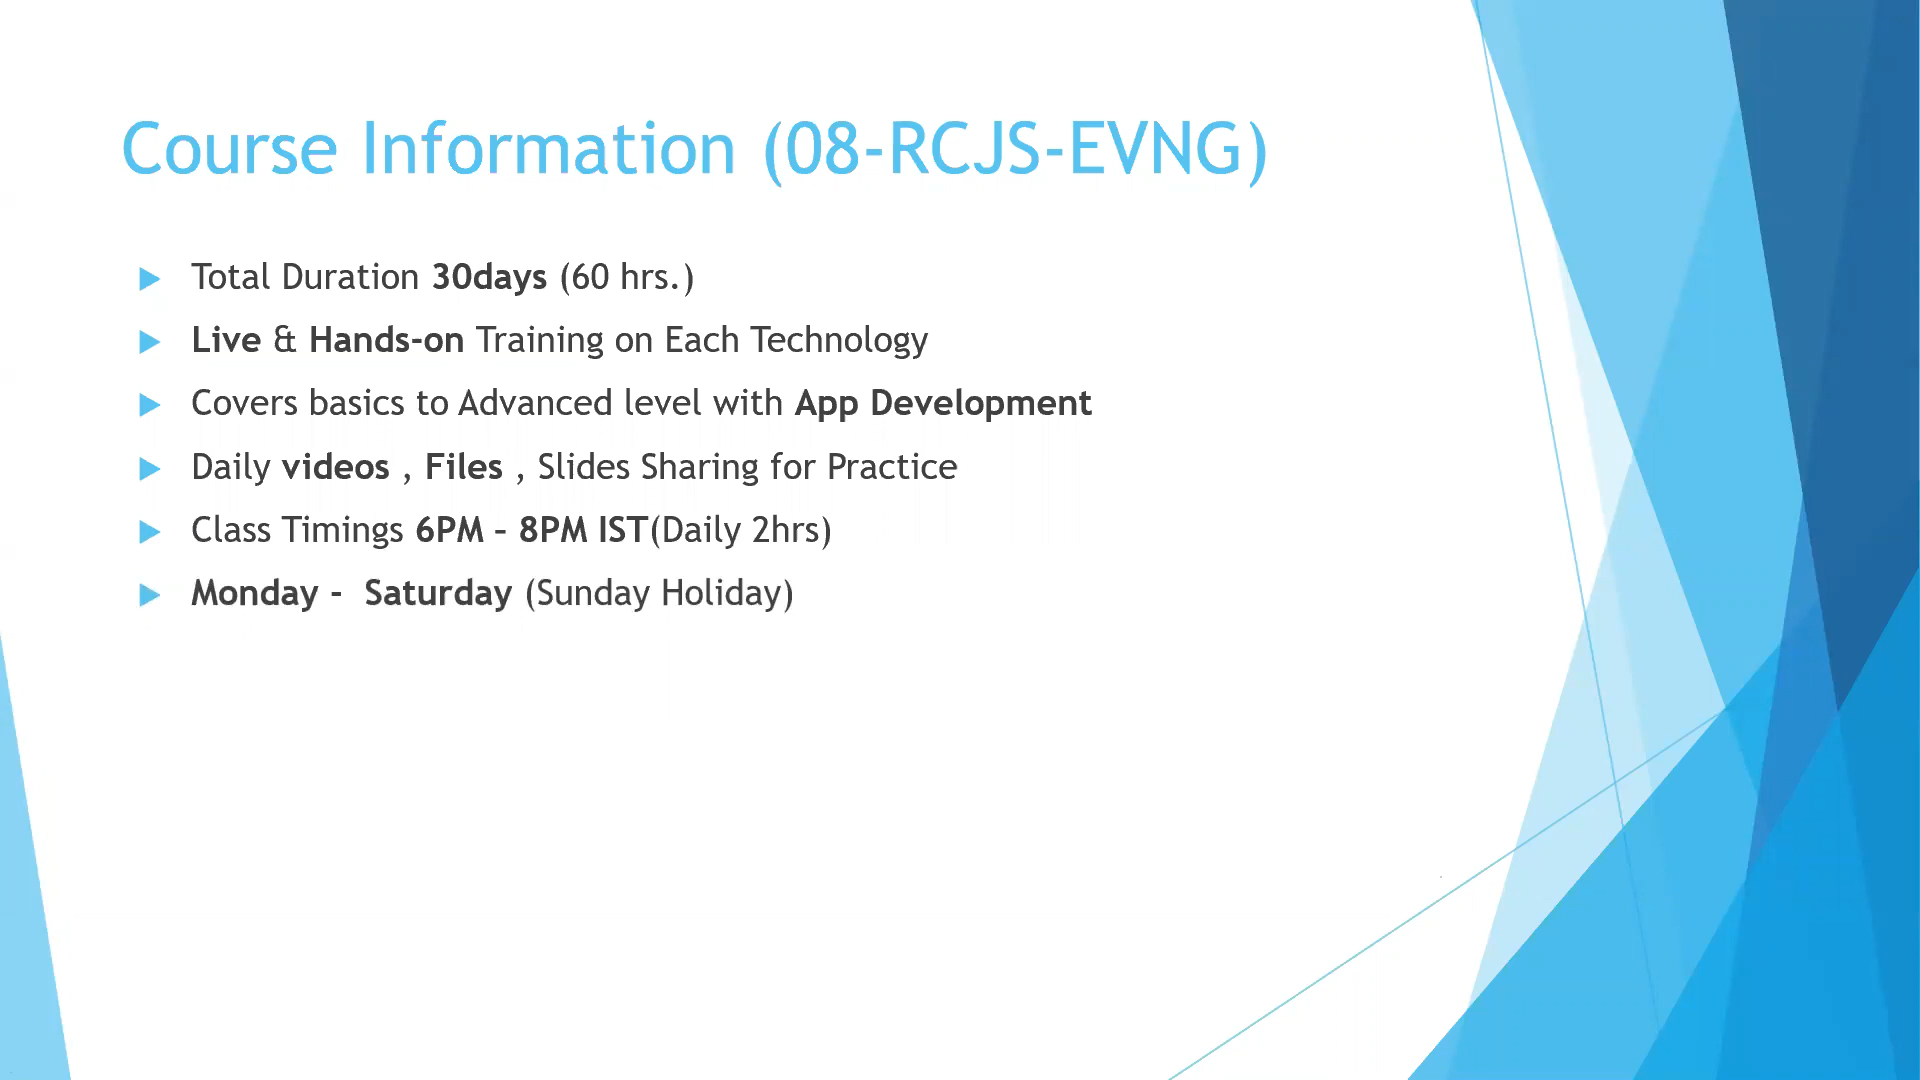 Course Information (08-RCJS-EVNG)
Total Duration 30days (60 hrs.)
Live & Hands-on Training on Each Technology
Covers basics to Advanced level with App Development
Daily videos , Files , Slides Sharing for Practice
Class Timings 6PM – 8PM IST(Daily 2hrs)
Monday -  Saturday (Sunday Holiday)